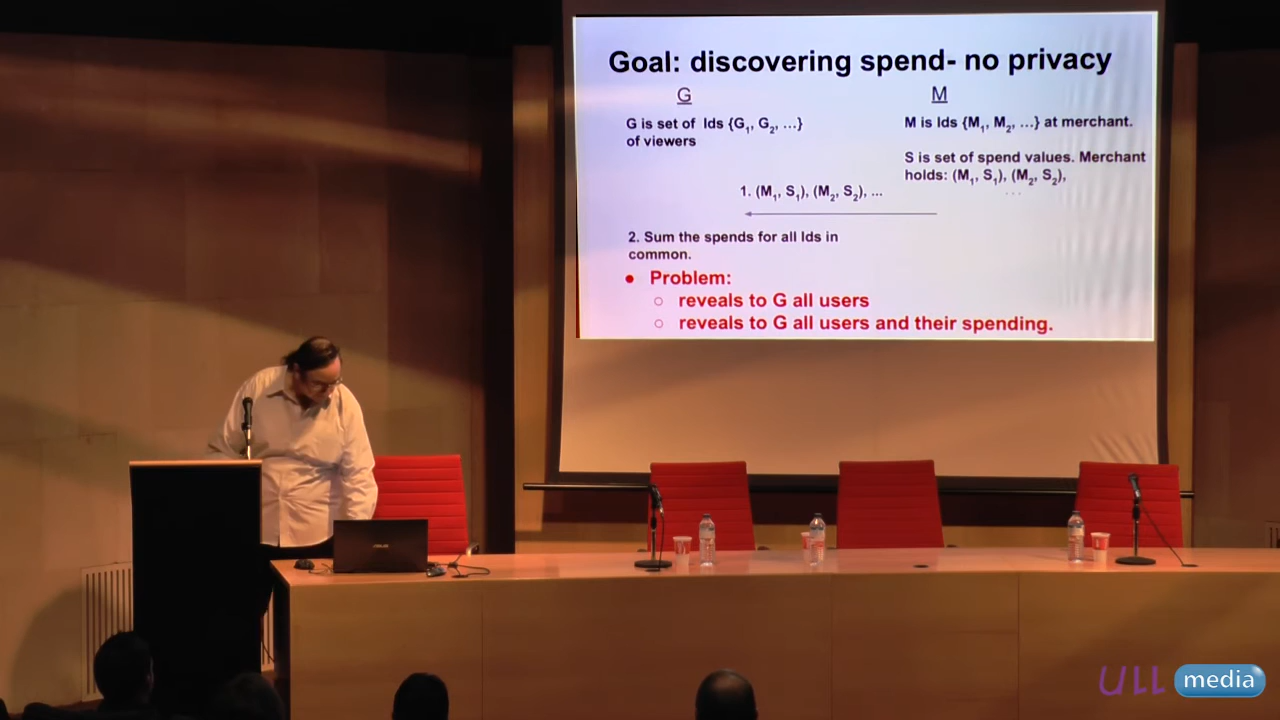 Goal: discovering spend- no privacy
G
M
G is set of Ids {G1, G2, ...}
of viewers
M is Ids {M1, M2, ...} at merchant.
S is set of spend values. Merchant
holds: (M1, S1), (M2, S2),
...
1. (M1, S1), (M2, S2), ...
2. Sum the spends for all Ids in
common.
● Problem:
○ reveals to G all users
○ reveals to G all users and their spending.
ASUS
ULL media